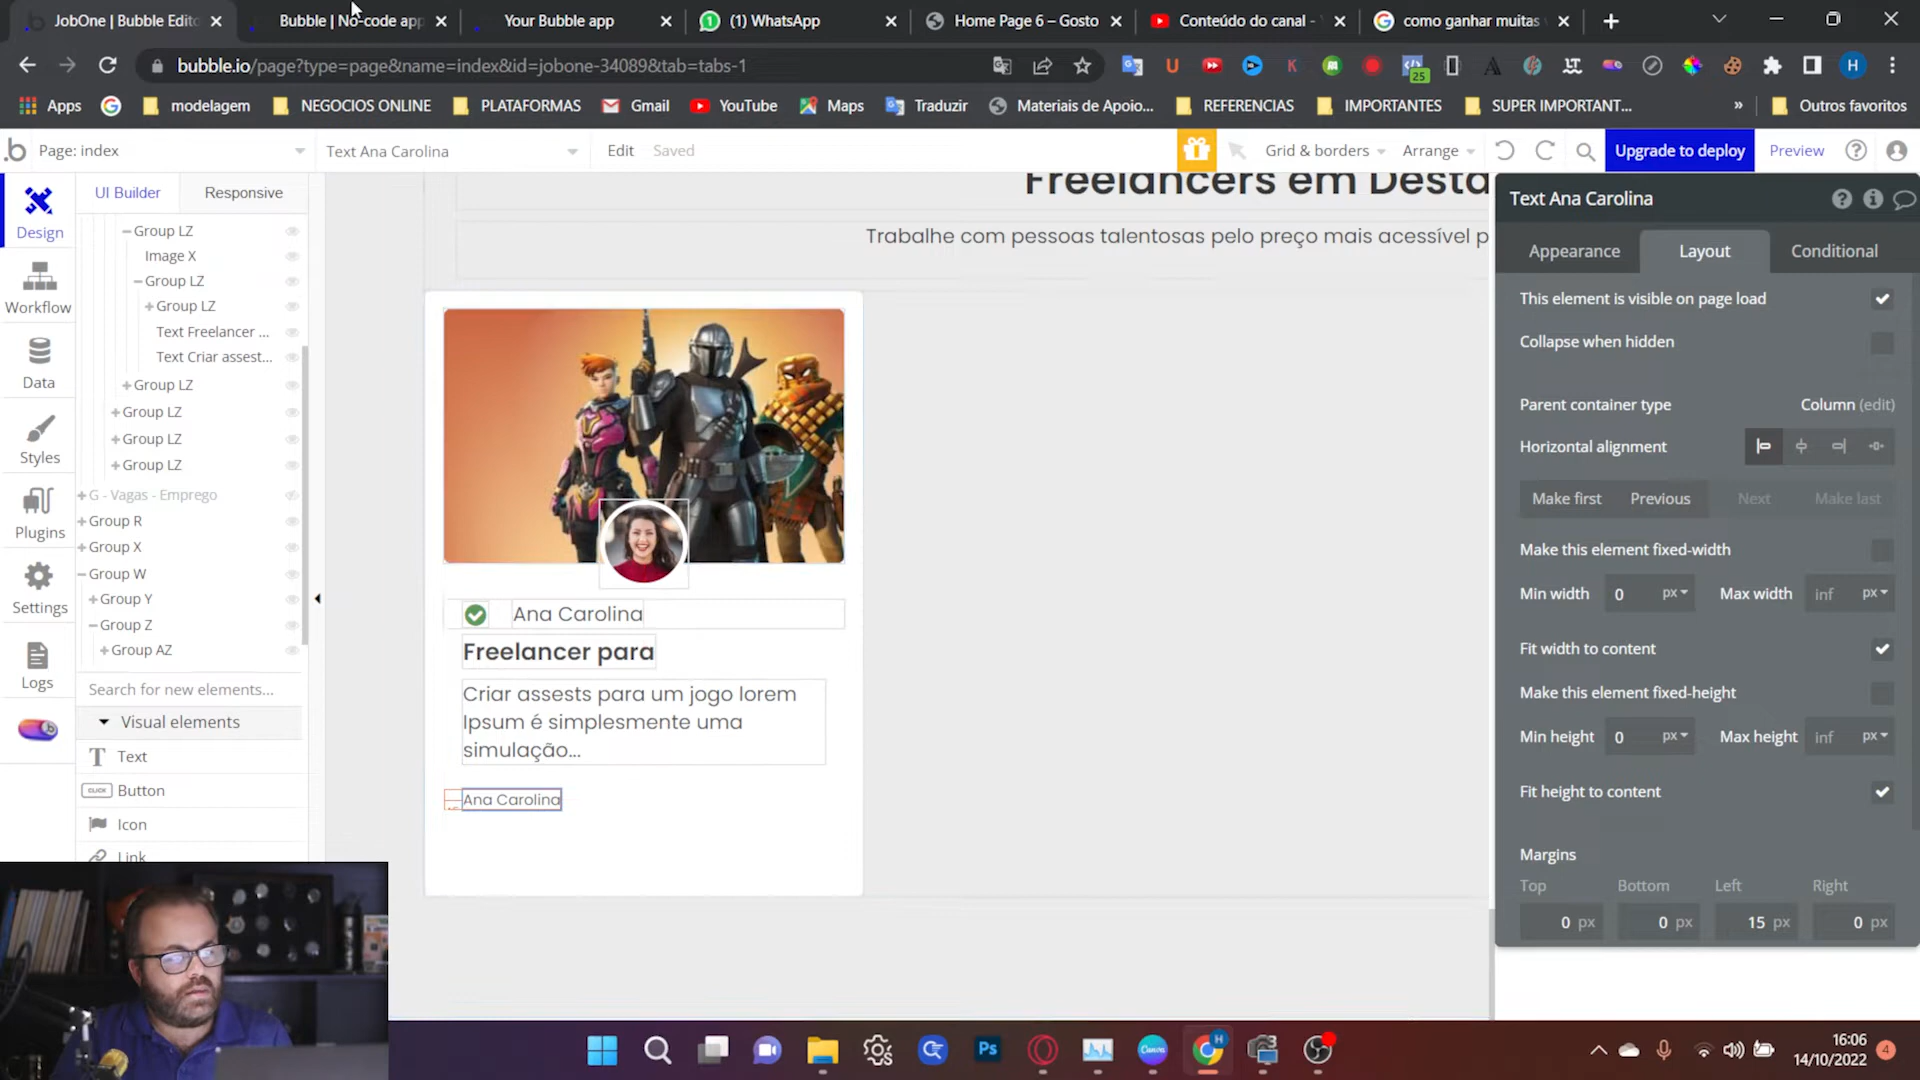 JobOne | Bubble Edito
Bubble | No-code app
Your Bubble app
(1) WhatsApp
Home Page 6 – Gosto
Conteúdo do canal -
como ganhar muitas
bubble.io/page?type=page&name=index&id=jobone-34089&tab=tabs-1
25
H
Apps
modelagem
NEGOCIOS ONLINE
PLATAFORMAS
Gmail
YouTube
Maps
Traduzir
Materiais de Apoio...
REFERENCIAS
IMPORTANTES
SUPER IMPORTANT...
»
Outros favoritos
.b
Page: index
Text Ana Carolina
Edit
Saved
Grid & borders
Arrange
Upgrade to deploy
Preview
UI Builder
Responsive
Design
Workflow
Data
Styles
Plugins
Settings
Logs
Group LZ
Image X
Group LZ
Group LZ
Text Freelancer ...
Text Criar assest...
Group LZ
Group LZ
Group LZ
Group LZ
G - Vagas - Emprego
Group R
Group X
Group W
Group Y
Group Z
Group AZ
Search for new elements...
Visual elements
Text
CLICK
Button
Icon
Link
Freelancers em Desta
Trabalhe com pessoas talentosas pelo preço mais acessível p
Ana Carolina
Freelancer para
Criar assests para um jogo lorem
Ipsum é simplesmente uma
simulação...
Ana Carolina
Text Ana Carolina
Appearance
Layout
Conditional
This element is visible on page load
Collapse when hidden
Parent container type
Column (edit)
Horizontal alignment
Make first
Previous
Next
Make last
Make this element fixed-width
Min width
0
px
Max width
inf
px
Fit width to content
Make this element fixed-height
Min height
0
px
Max height
inf
px
Fit height to content
Margins
Top
Bottom
Left
Right
0 px
0 px
15 px
0 px
Ps
Canva
H
16:06
14/10/2022
4